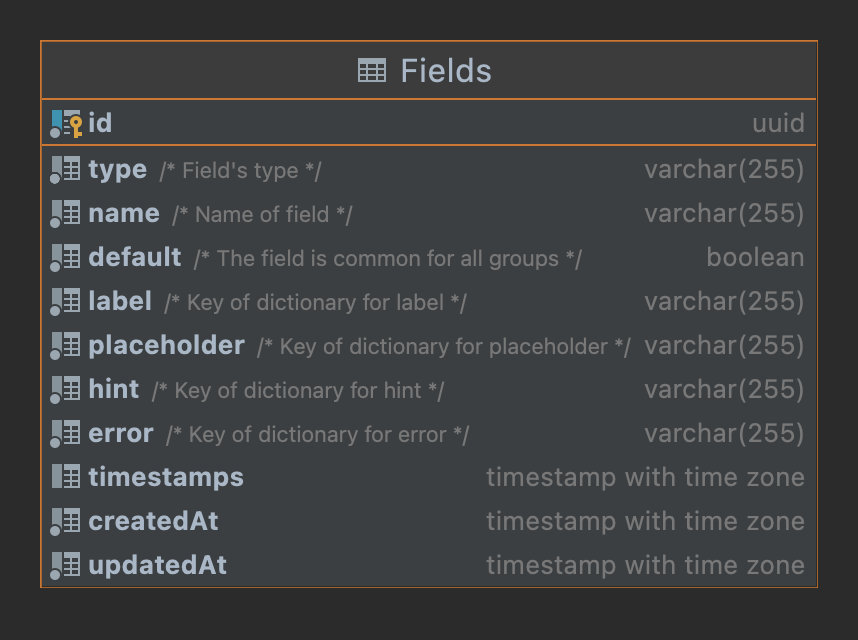 Fields
id uuid
type /* Field's type */ varchar(255)
name /* Name of field */ varchar(255)
default /* The field is common for all groups */ boolean
label /* Key of dictionary for label */ varchar(255)
placeholder /* Key of dictionary for placeholder */ varchar(255)
hint /* Key of dictionary for hint */ varchar(255)
error /* Key of dictionary for error */ varchar(255)
timestamps timestamp with time zone
createdAt timestamp with time zone
updatedAt timestamp with time zone